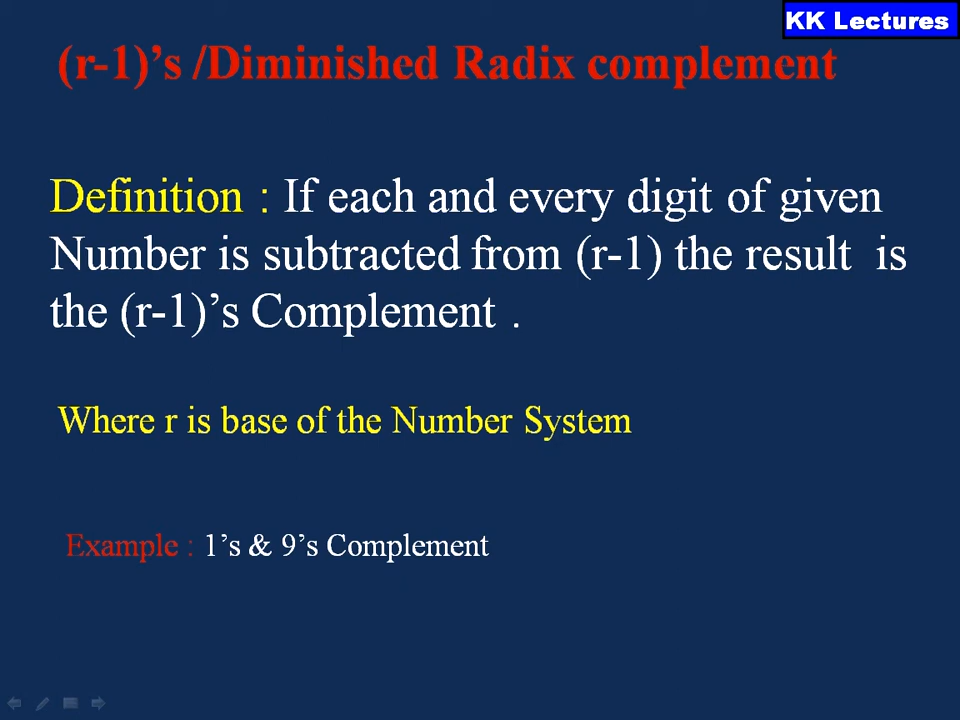 KK Lectures
(r-1)’s /Diminished Radix complement
Definition : If each and every digit of given
Number is subtracted from (r-1) the result is
the (r-1)’s Complement .
Where r is base of the Number System
Example : 1’s & 9’s Complement